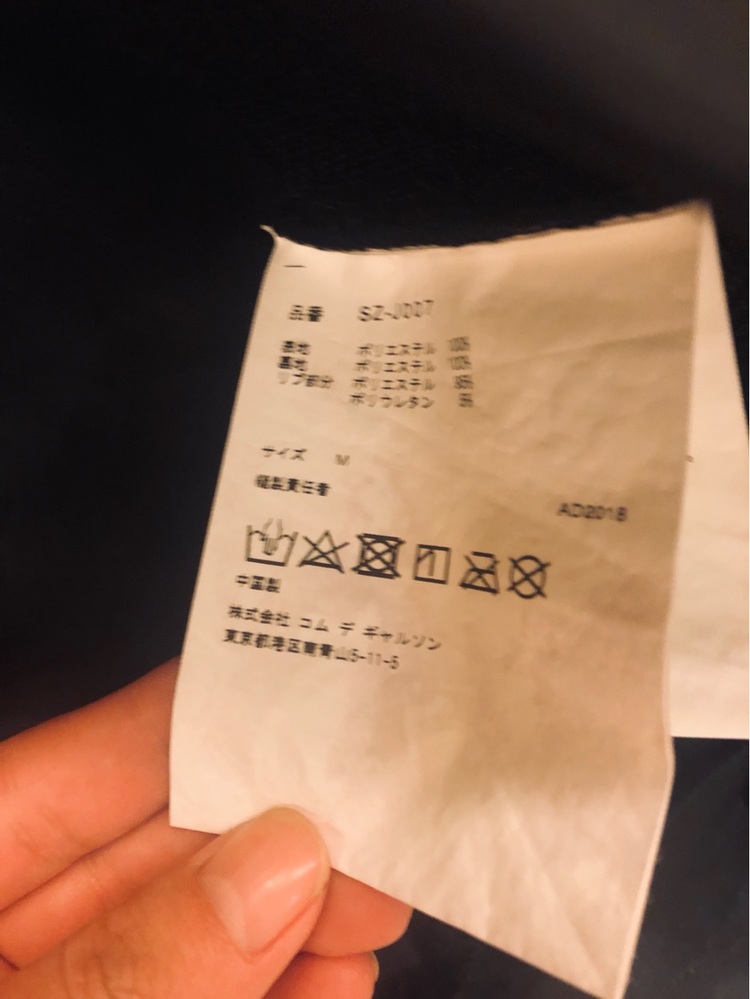 品番 SZ-J007
表地 ポリエステル 100%
裏地 ポリエステル 100%
リブ部分 ポリエステル 95%
ポリウレタン 5%
サイズ M
縫製責任者
AD2018
中国製
株式会社 コム デ ギャルソン
東京都港区南青山5-11-5